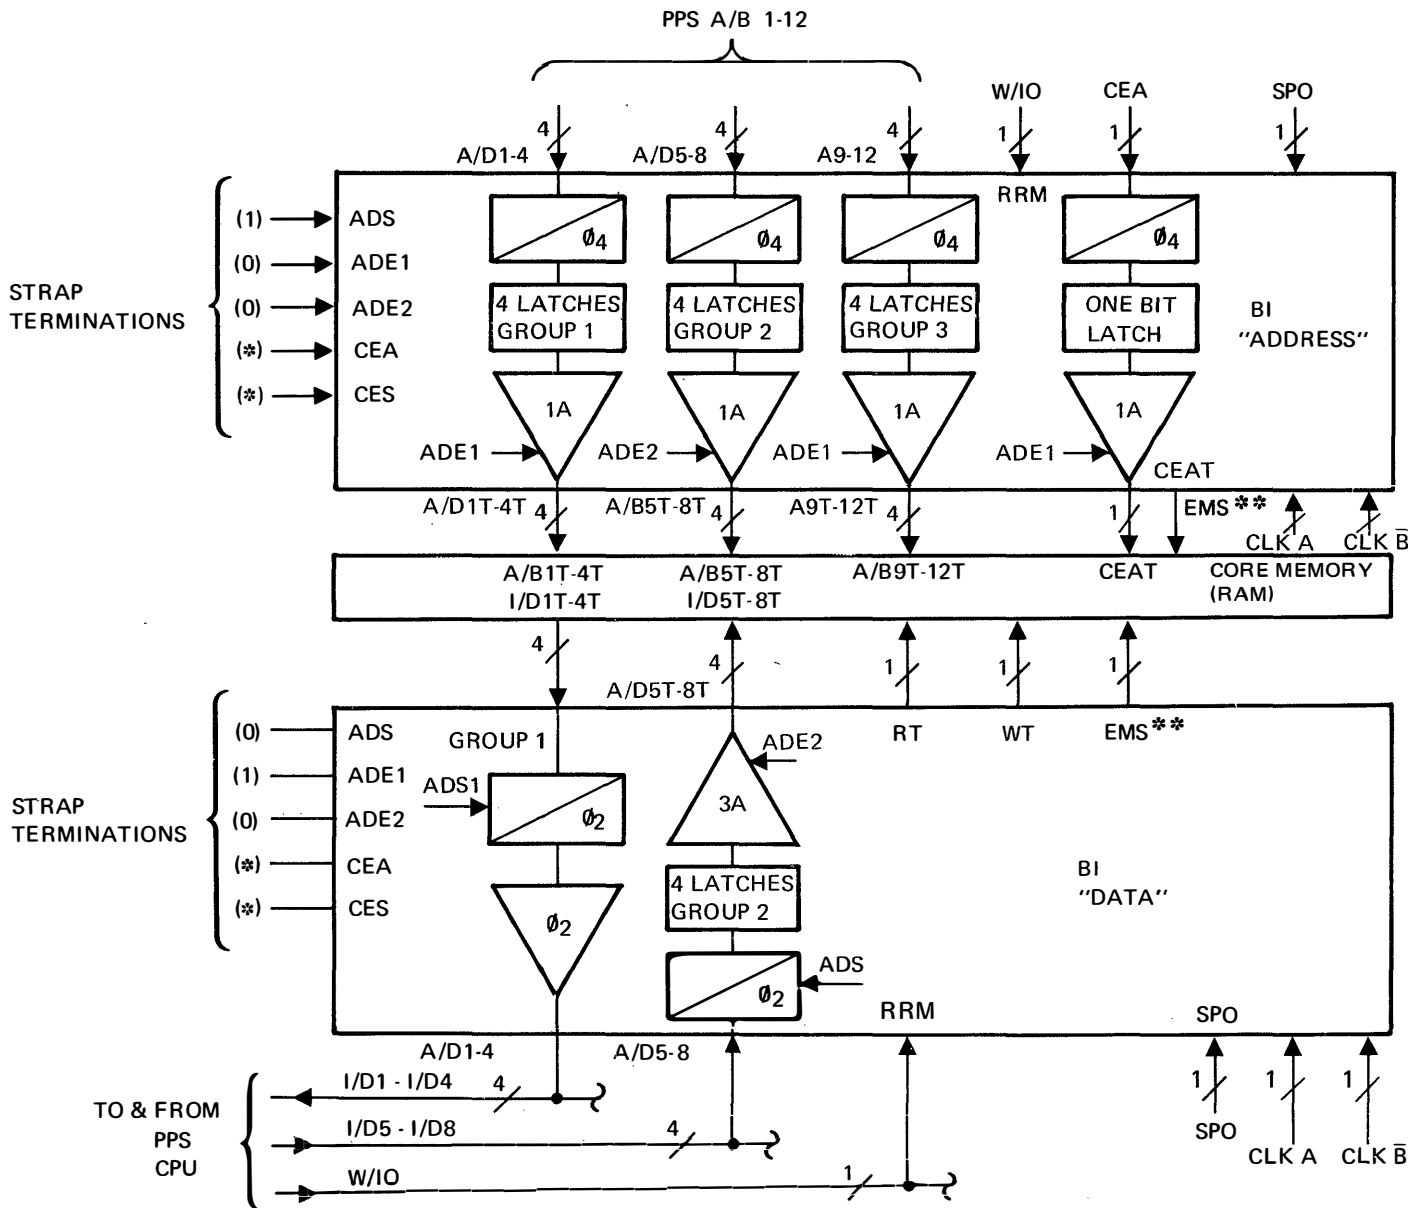 PPS A/B 1-12
W/IO CEA SPO
4 4 4 1 1 1
A/D1-4 A/D5-8 A9-12
RRM
STRAP
TERMINATIONS
(1) ADS
(0) ADE1
(0) ADE2
(*) CEA
(*) CES
Ø4 Ø4 Ø4 Ø4
4 LATCHES
GROUP 1
4 LATCHES
GROUP 2
4 LATCHES
GROUP 3
ONE BIT
LATCH
BI
"ADDRESS"
1A 1A 1A 1A
ADE1 ADE2 ADE1 ADE1
CEAT
A/D1T-4T 4 A/B5T-8T 4 A9T-12T 4 1 EMS**
CLK A CLK B̅
A/B1T-4T A/B5T-8T A/B9T-12T CEAT CORE MEMORY
I/D1T-4T I/D5T-8T (RAM)
4 4 1 1 1
A/D5T-8T
STRAP
TERMINATIONS
(0) ADS
(1) ADE1
(0) ADE2
(*) CEA
(*) CES
GROUP 1
RT WT EMS**
ADE2
ADS1
Ø2
3A
4 LATCHES
GROUP 2
BI
"DATA"
Ø2
ADS
Ø2
RRM SPO
A/D1-4 A/D5-8
TO & FROM
PPS
CPU
I/D1 - I/D4 4
I/D5 - I/D8 4
W/IO 1
1 1 1
SPO
CLK A CLK B̅